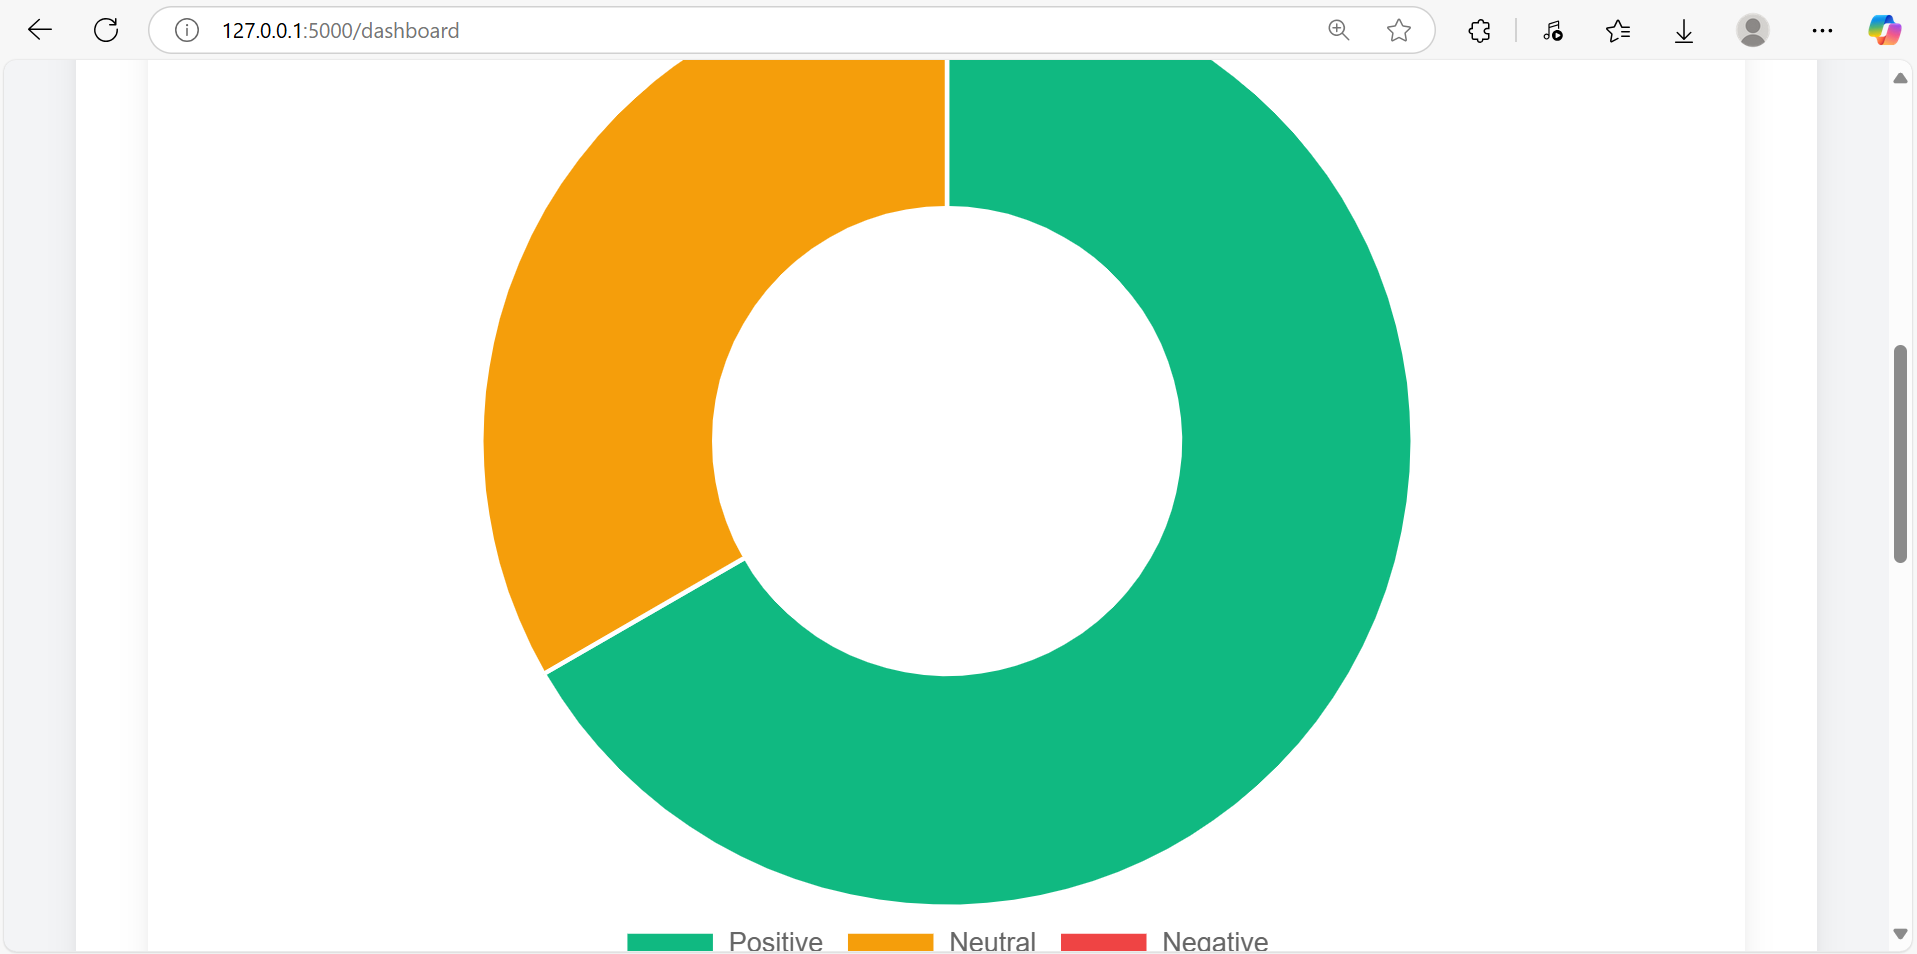 127.0.0.1:5000/dashboard
Positive Neutral Negative